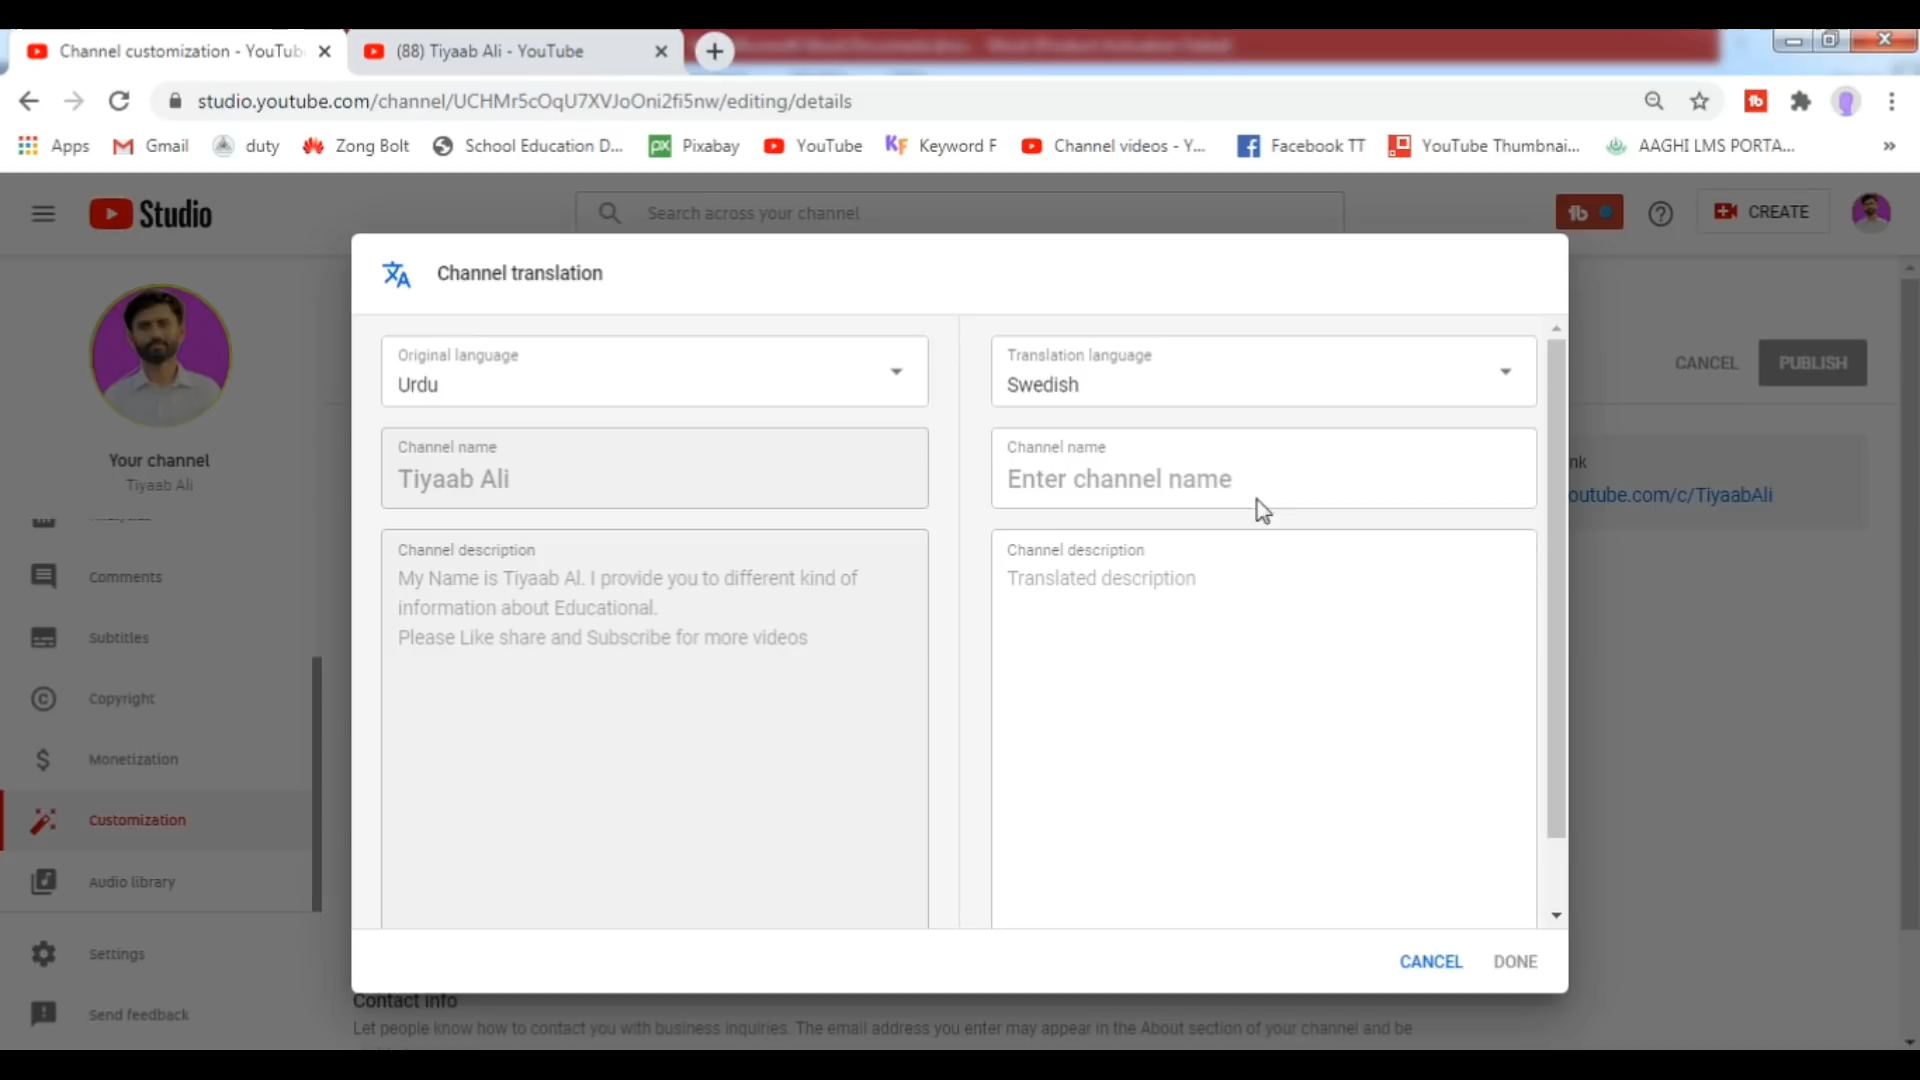 Channel customization - YouTub
(88) Tiyaab Ali - YouTube
studio.youtube.com/channel/UCHMr5cOqU7XVJoOni2fi5nw/editing/details
Apps
Gmail
duty
Zong Bolt
School Education D...
Pixabay
YouTube
Keyword F
Channel videos - Y...
Facebook TT
YouTube Thumbnai...
AAGHI LMS PORTA...
Studio
Search across your channel
CREATE
Channel translation
Original language
Urdu
Translation language
Swedish
CANCEL
PUBLISH
Channel name
Tiyaab Ali
Channel name
Enter channel name
Your channel
Tiyaab Ali
nk
outube.com/c/TiyaabAli
Channel description
My Name is Tiyaab Al. I provide you to different kind of
information about Educational.
Please Like share and Subscribe for more videos
Channel description
Translated description
Comments
Subtitles
Copyright
Monetization
Customization
Audio library
Settings
Send feedback
CANCEL
DONE
Contact info
Let people know how to contact you with business inquiries. The email address you enter may appear in the About section of your channel and be